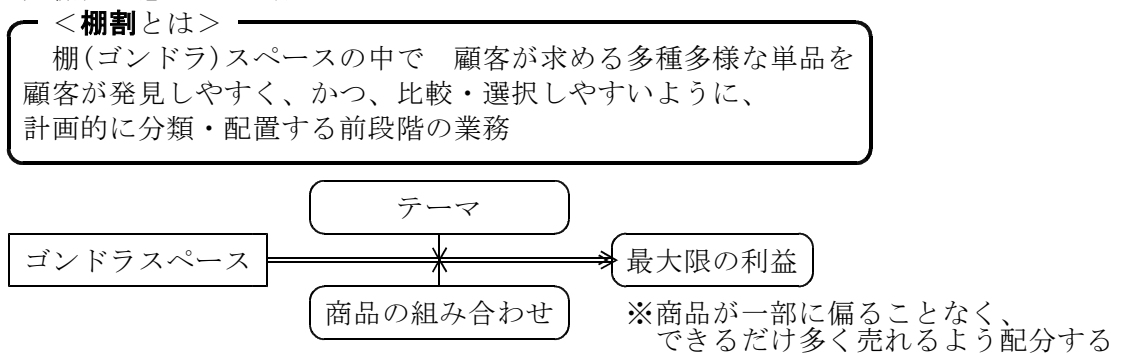 ＜棚割とは＞
棚(ゴンドラ)スペースの中で　顧客が求める多種多様な単品を
顧客が発見しやすく、かつ、比較・選択しやすいように、
計画的に分類・配置する前段階の業務
テーマ
ゴンドラスペース
最大限の利益
商品の組み合わせ
※商品が一部に偏ることなく、
できるだけ多く売れるよう配分する